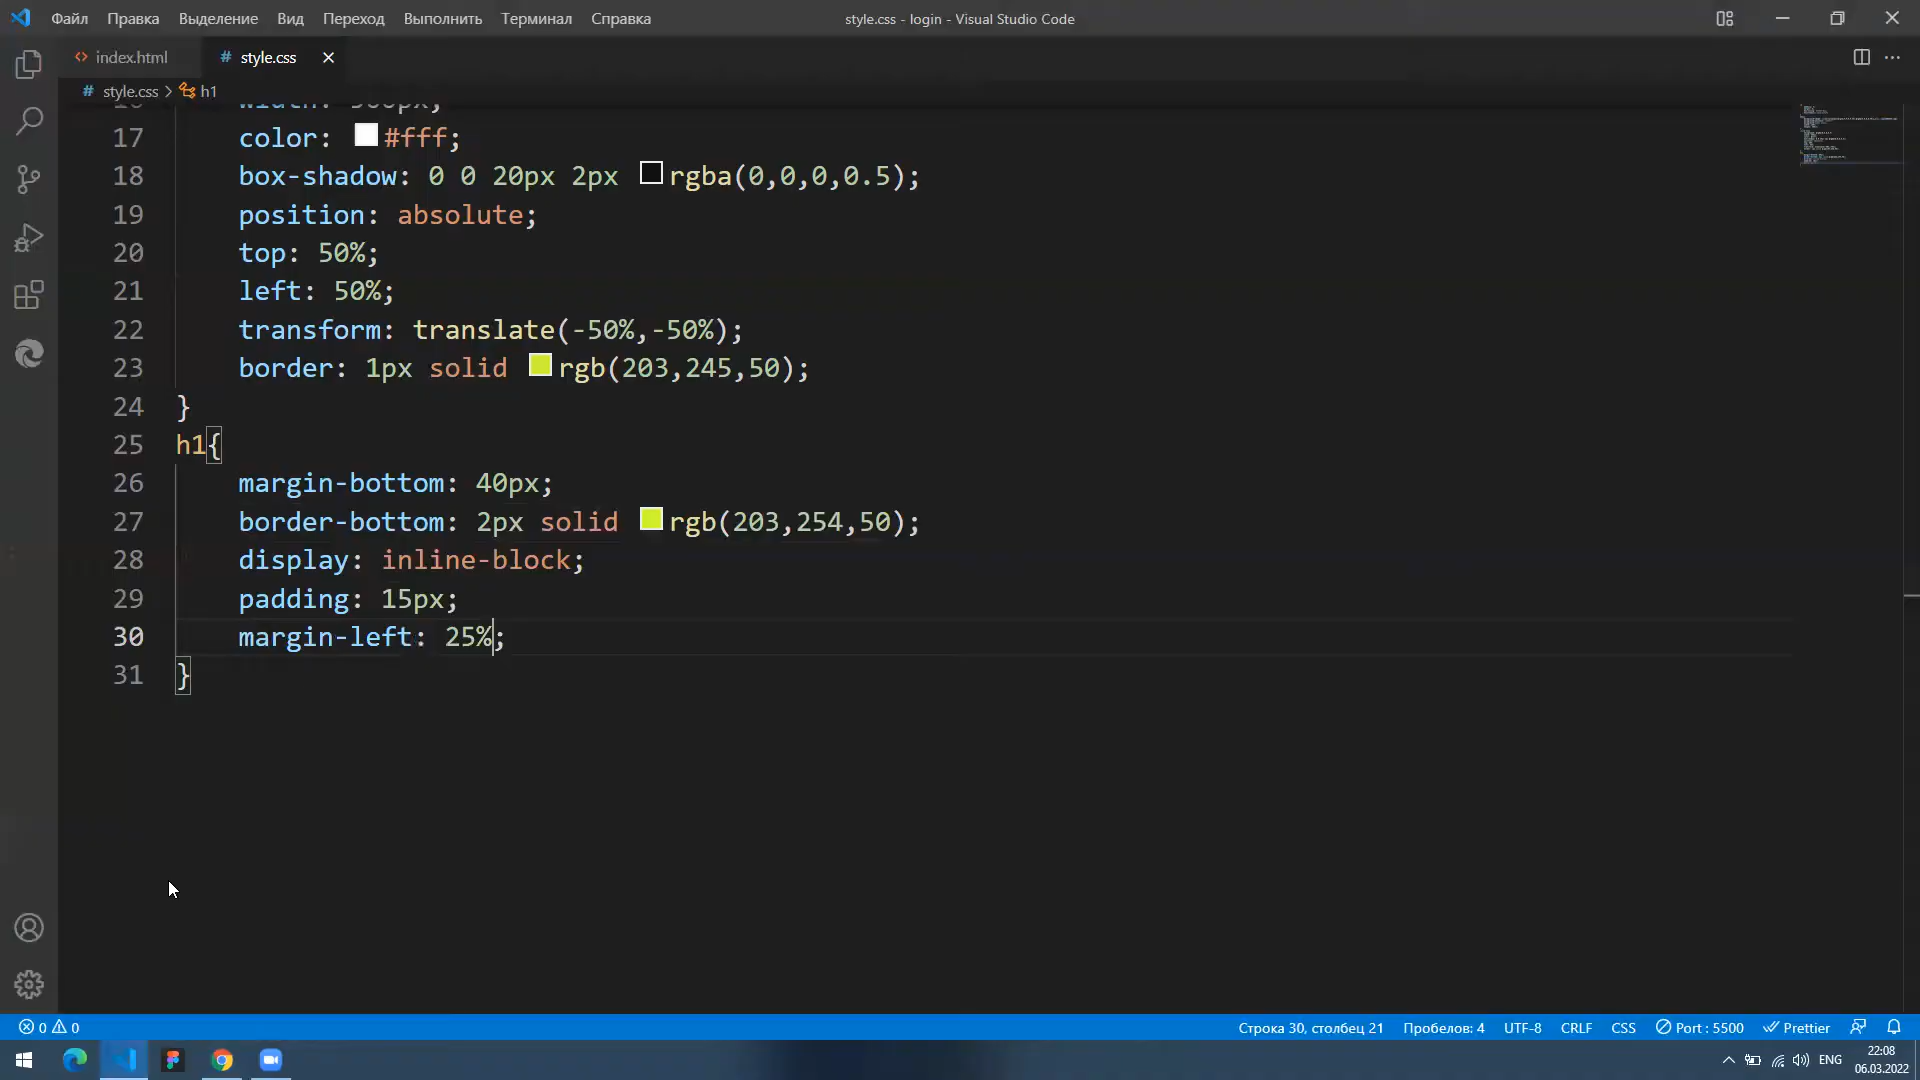 Файл Правка Выделение Вид Переход Выполнить Терминал Справка style.css - login - Visual Studio Code
index.html # style.css
# style.css h1
17 color: #fff;
18 box-shadow: 0 0 20px 2px rgba(0,0,0,0.5);
19 position: absolute;
20 top: 50%;
21 left: 50%;
22 transform: translate(-50%,-50%);
23 border: 1px solid rgb(203,245,50);
24 }
25 h1{
26 margin-bottom: 40px;
27 border-bottom: 2px solid rgb(203,254,50);
28 display: inline-block;
29 padding: 15px;
30 margin-left: 25%;
31 }
0 0 Строка 30, столбец 21 Пробелов: 4 UTF-8 CRLF CSS Port : 5500 Prettier
ENG 22:08
06.03.2022